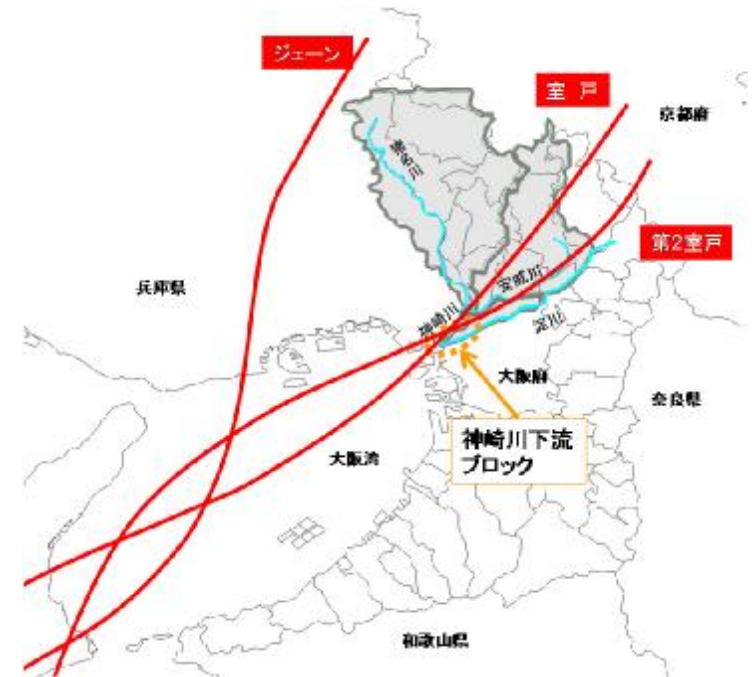 ジェーン
室戸
京都府
猪名川
第2室戸
安威川
兵庫県
神崎川
淀川
大阪府
奈良県
神崎川下流
ブロック
大阪湾
和歌山県